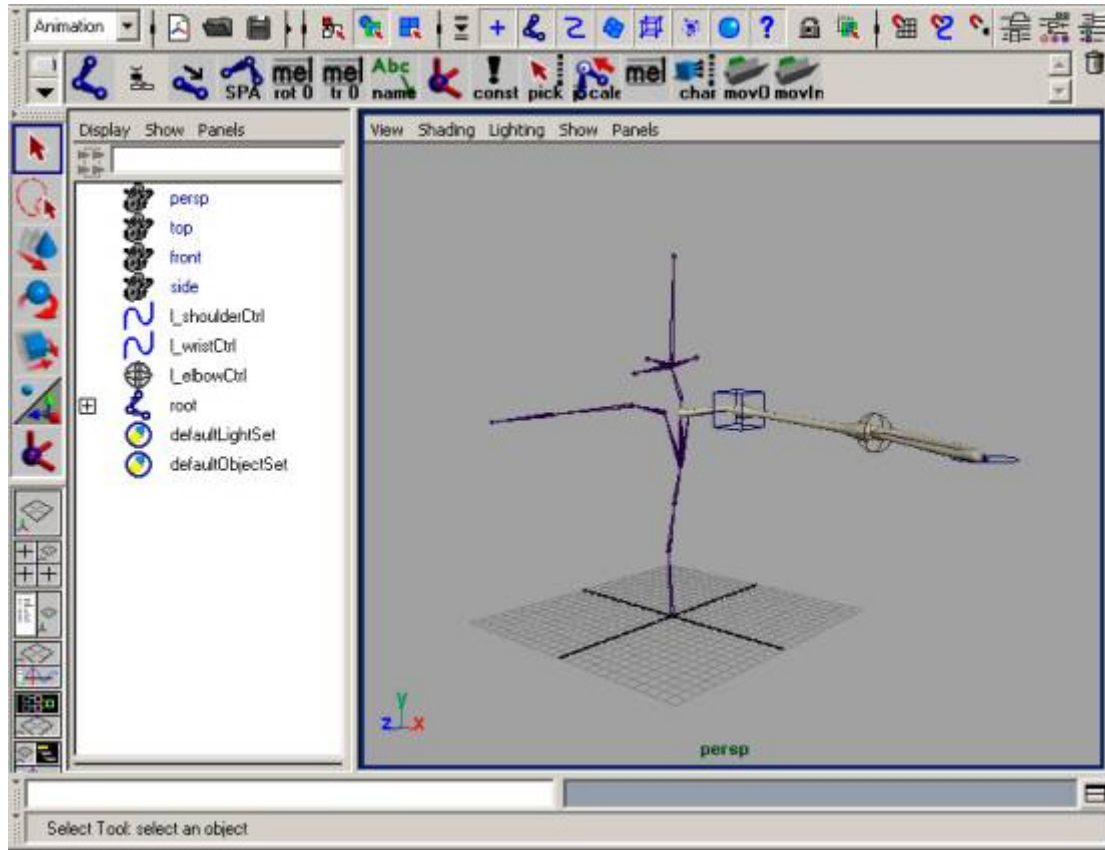 Animation
SPA mel rot 0 mel tr 0 Abc name const pick mel char mov0 movIn
Display Show Panels
View Shading Lighting Show Panels
persp
top
front
side
l_shoulderCtrl
l_wristCtrl
l_elbowCtrl
root
defaultLightSet
defaultObjectSet
y
z x
persp
Select Tool: select an object